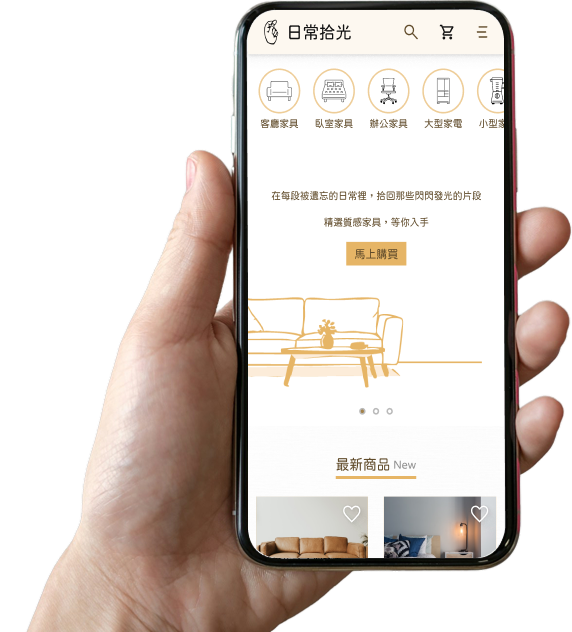 日常拾光
客廳家具 臥室家具 辦公家具 大型家電 小型家
在每段被遺忘的日常裡，拾回那些閃閃發光的片段
精選質感家具，等你入手
馬上購買
最新商品 New